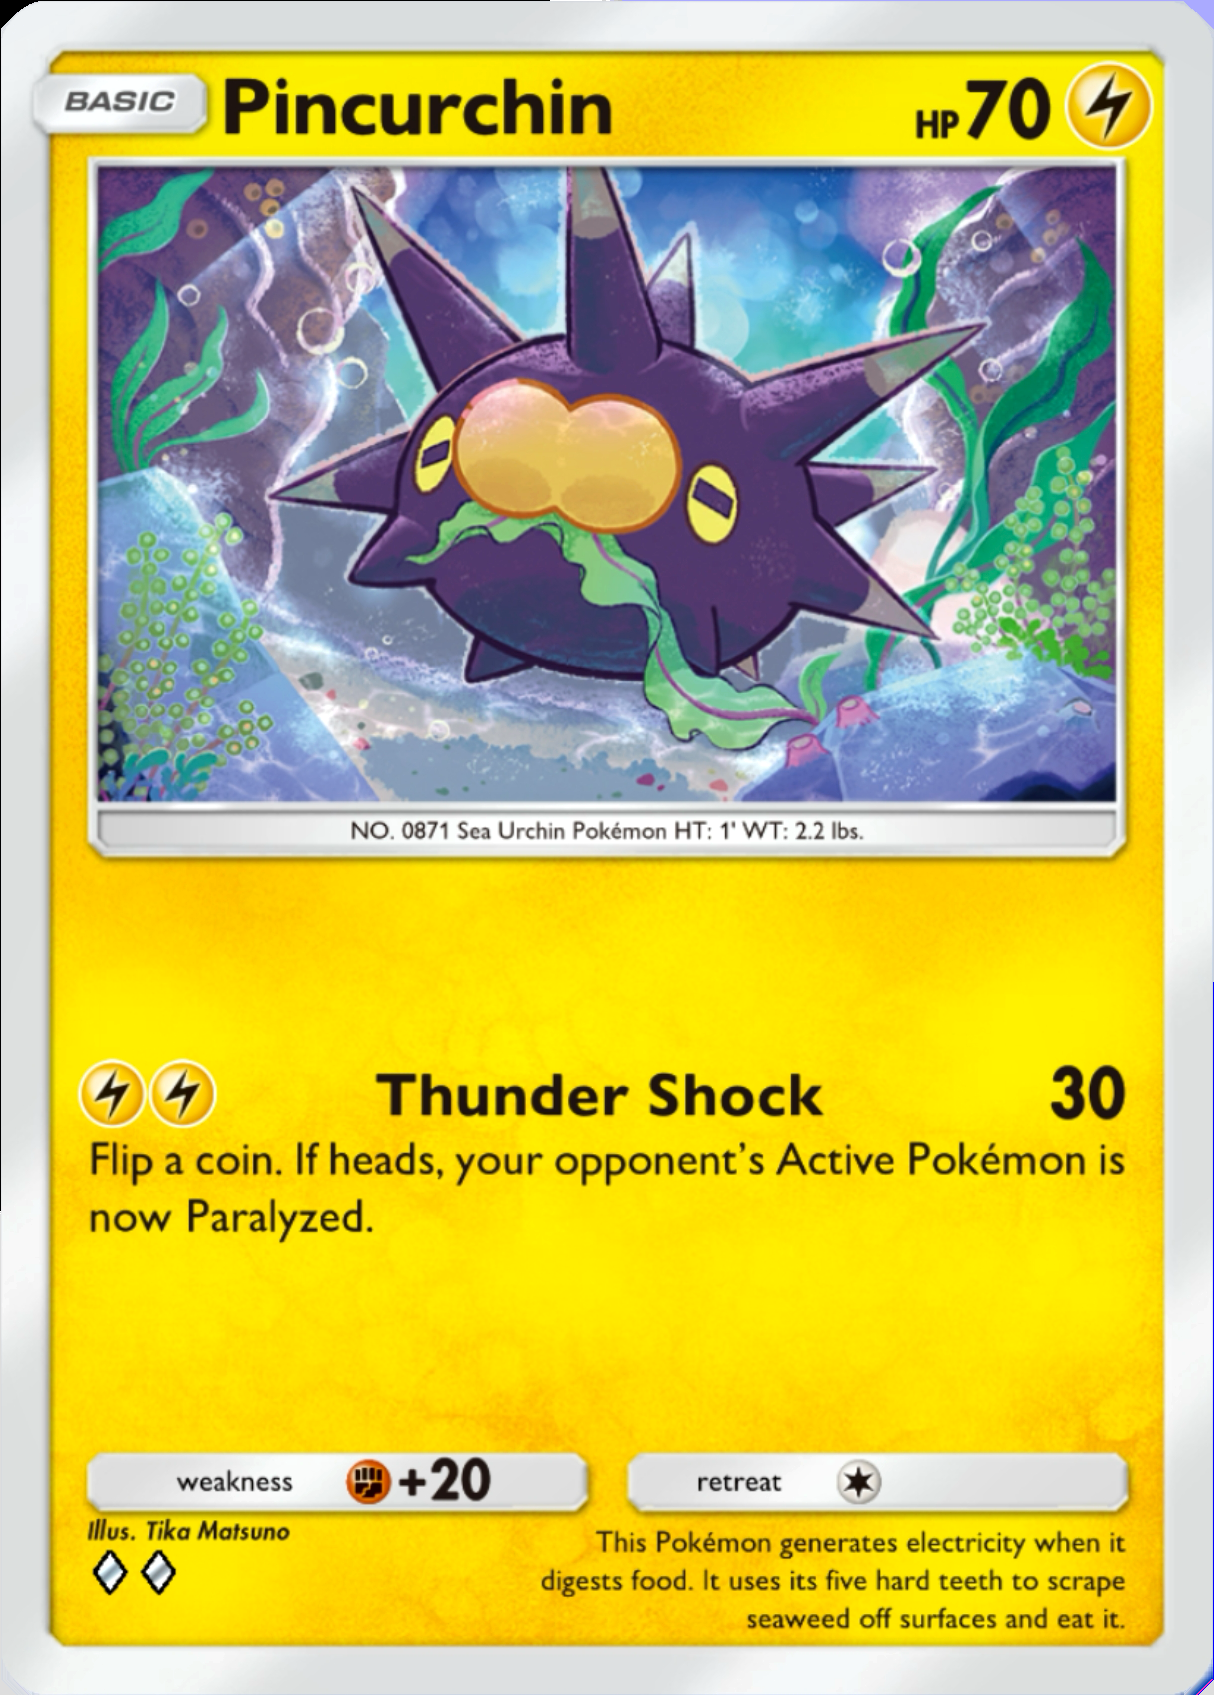 BASIC Pincurchin HP 70
NO. 0871 Sea Urchin Pokémon HT: 1' WT: 2.2 lbs.
Thunder Shock 30
Flip a coin. If heads, your opponent's Active Pokémon is
now Paralyzed.
weakness +20 retreat
Illus. Tika Matsuno
This Pokémon generates electricity when it
digests food. It uses its five hard teeth to scrape
seaweed off surfaces and eat it.